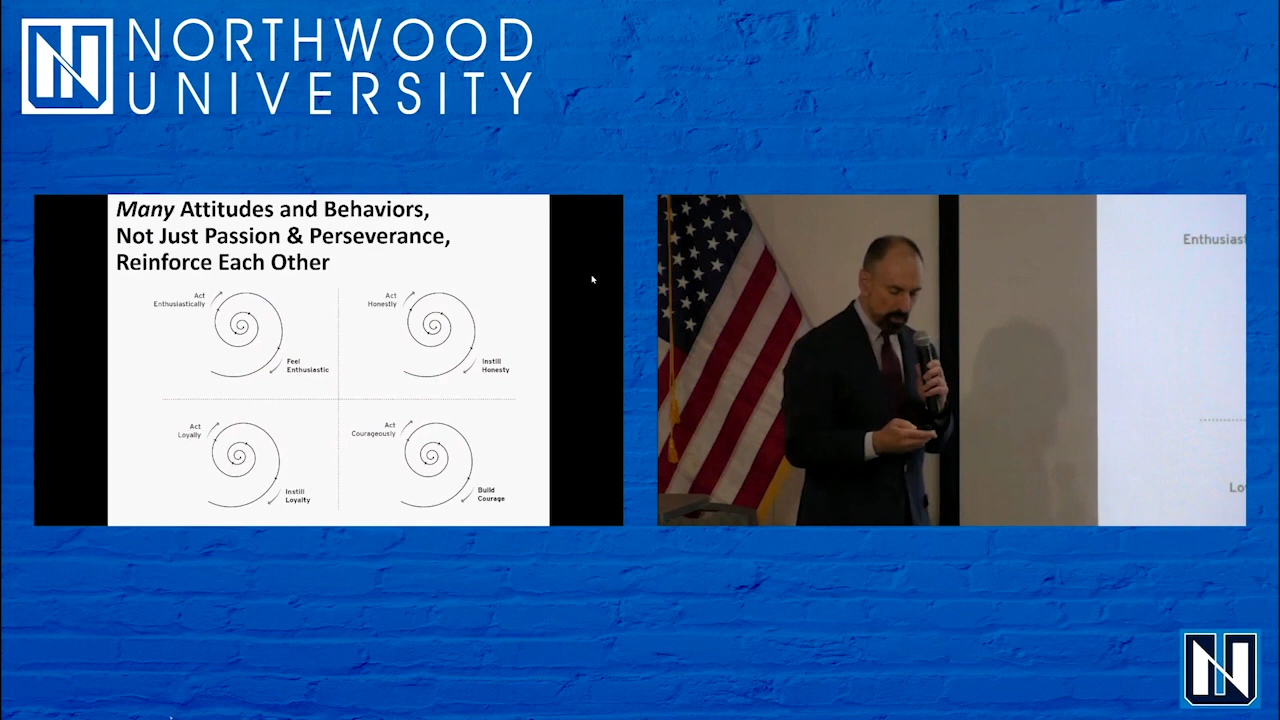 NORTHWOOD
UNIVERSITY
Many Attitudes and Behaviors,
Not Just Passion & Perseverance,
Reinforce Each Other
Act
Enthusiastically
Feel
Enthusiastic
Act
Honestly
Instill
Honesty
Act
Loyally
Instill
Loyalty
Act
Courageously
Build
Courage
Enthusiast
Lo